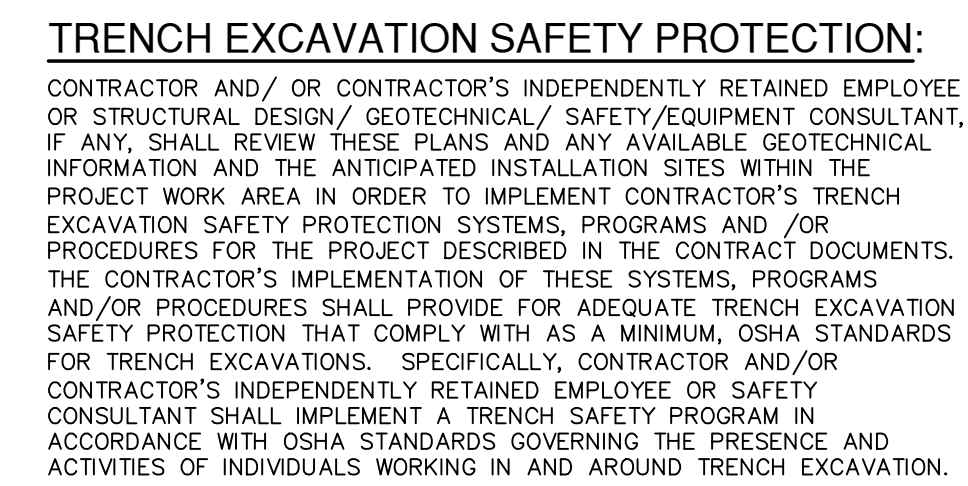 TRENCH EXCAVATION SAFETY PROTECTION:
CONTRACTOR AND/ OR CONTRACTOR'S INDEPENDENTLY RETAINED EMPLOYEE
OR STRUCTURAL DESIGN/ GEOTECHNICAL/ SAFETY/EQUIPMENT CONSULTANT,
IF ANY, SHALL REVIEW THESE PLANS AND ANY AVAILABLE GEOTECHNICAL
INFORMATION AND THE ANTICIPATED INSTALLATION SITES WITHIN THE
PROJECT WORK AREA IN ORDER TO IMPLEMENT CONTRACTOR'S TRENCH
EXCAVATION SAFETY PROTECTION SYSTEMS, PROGRAMS AND /OR
PROCEDURES FOR THE PROJECT DESCRIBED IN THE CONTRACT DOCUMENTS.
THE CONTRACTOR'S IMPLEMENTATION OF THESE SYSTEMS, PROGRAMS
AND/OR PROCEDURES SHALL PROVIDE FOR ADEQUATE TRENCH EXCAVATION
SAFETY PROTECTION THAT COMPLY WITH AS A MINIMUM, OSHA STANDARDS
FOR TRENCH EXCAVATIONS.  SPECIFICALLY, CONTRACTOR AND/OR
CONTRACTOR'S INDEPENDENTLY RETAINED EMPLOYEE OR SAFETY
CONSULTANT SHALL IMPLEMENT A TRENCH SAFETY PROGRAM IN
ACCORDANCE WITH OSHA STANDARDS GOVERNING THE PRESENCE AND
ACTIVITIES OF INDIVIDUALS WORKING IN AND AROUND TRENCH EXCAVATION.